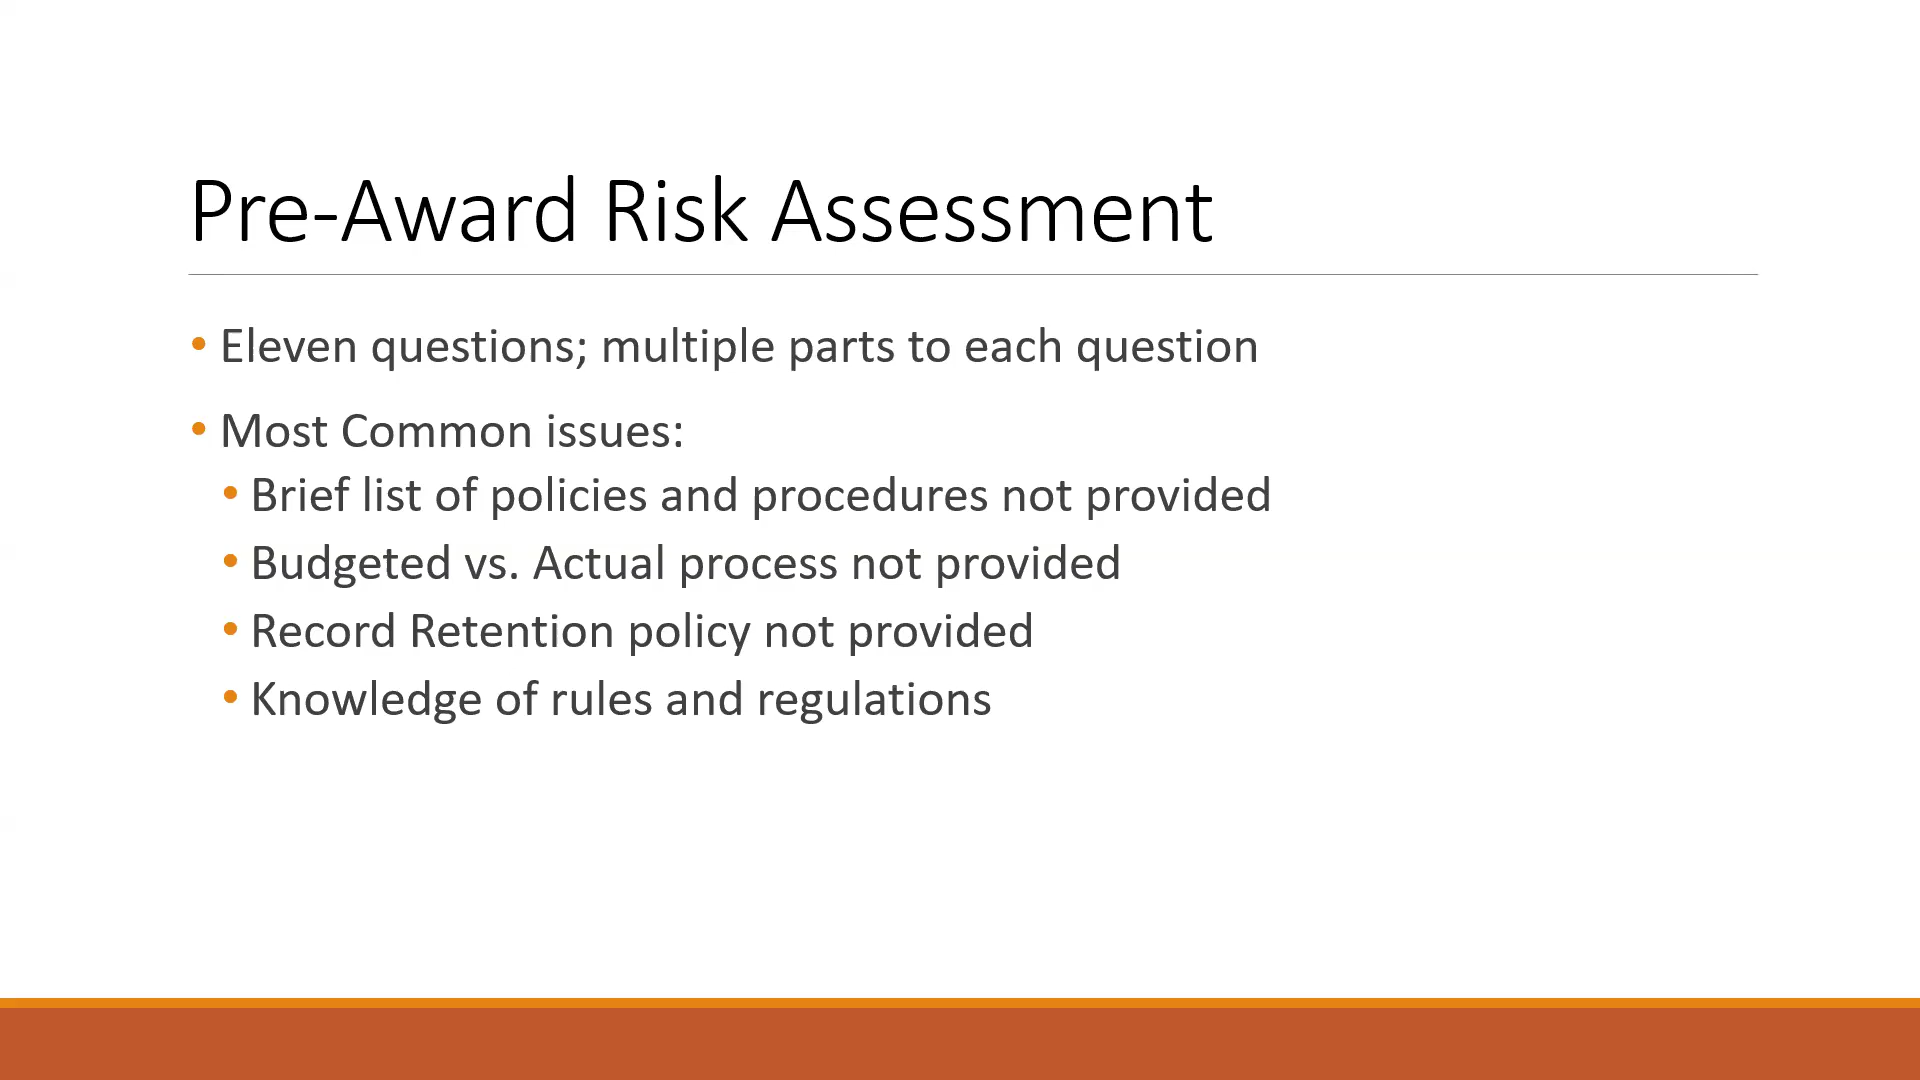 Pre-Award Risk Assessment
• Eleven questions; multiple parts to each question
• Most Common issues:
• Brief list of policies and procedures not provided
• Budgeted vs. Actual process not provided
• Record Retention policy not provided
• Knowledge of rules and regulations